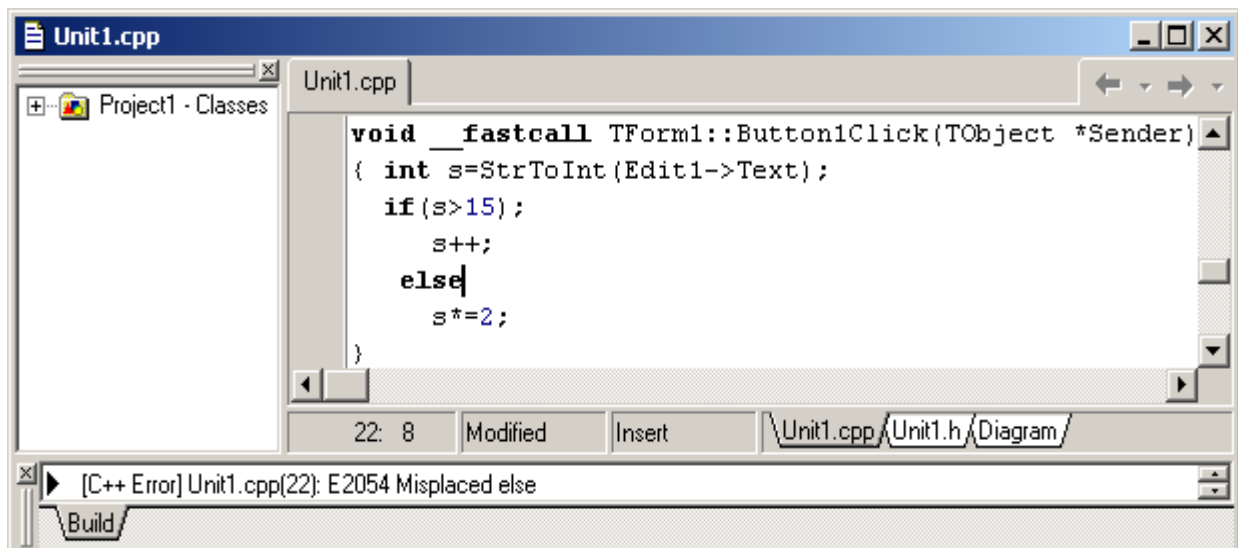 Unit1.cpp
Project1 - Classes
Unit1.cpp
void __fastcall TForm1::Button1Click(TObject *Sender)
{ int s=StrToInt(Edit1->Text);
if(s>15);
s++;
else
s*=2;
}
22: 8 Modified Insert \Unit1.cpp/Unit1.h/Diagram/
[C++ Error] Unit1.cpp(22): E2054 Misplaced else
\Build/